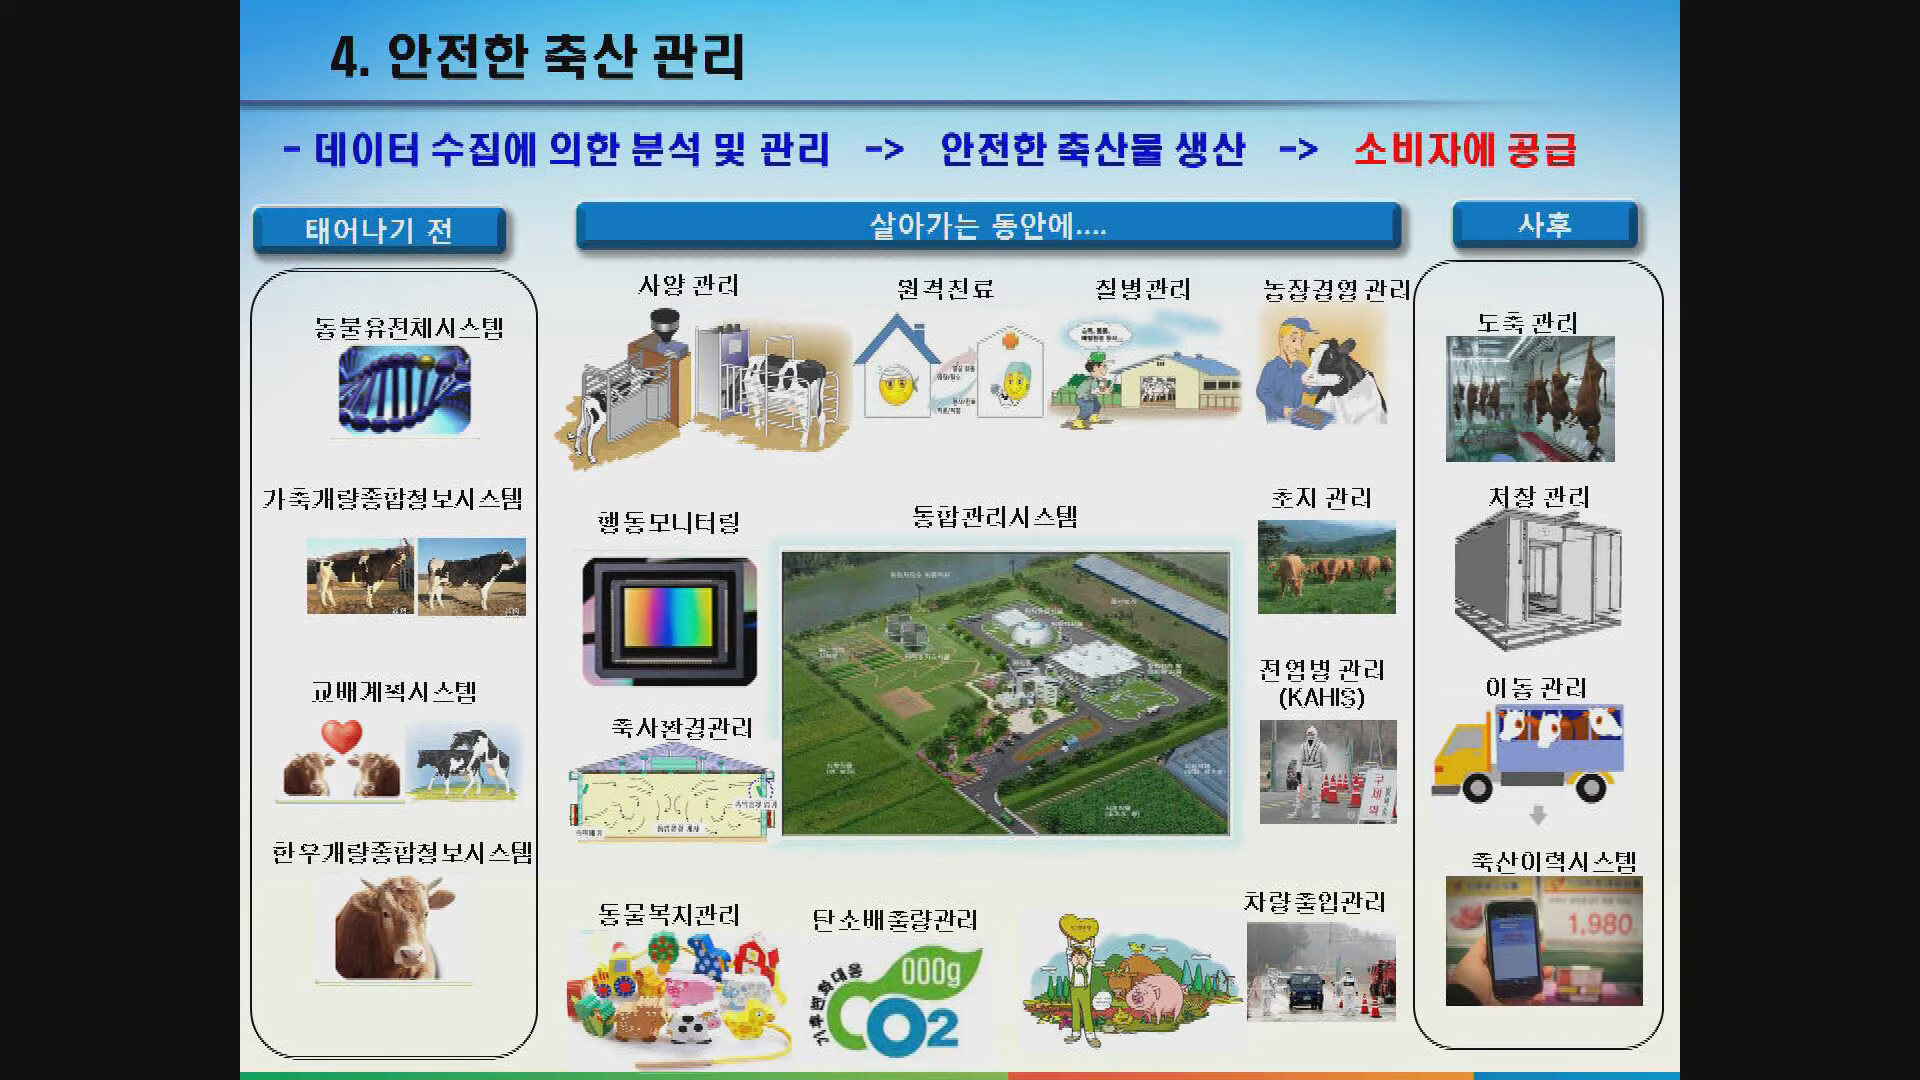 4. 안전한 축산 관리
- 데이터 수집에 의한 분석 및 관리 -> 안전한 축산물 생산 -> 소비자에 공급
태어나기 전
동물유전체시스템
가축개량종합정보시스템
교배계획시스템
한우개량종합정보시스템
살아가는 동안에....
사양 관리
원격진료
질병관리
농장경영 관리
행동모니터링
통합관리시스템
초지 관리
축사환경관리
전염병 관리
(KAHIS)
동물복지관리
탄소배출량관리
기후변화대응
000g
CO2
차량출입관리
사후
도축 관리
저장 관리
이동 관리
축산이력시스템
1,980